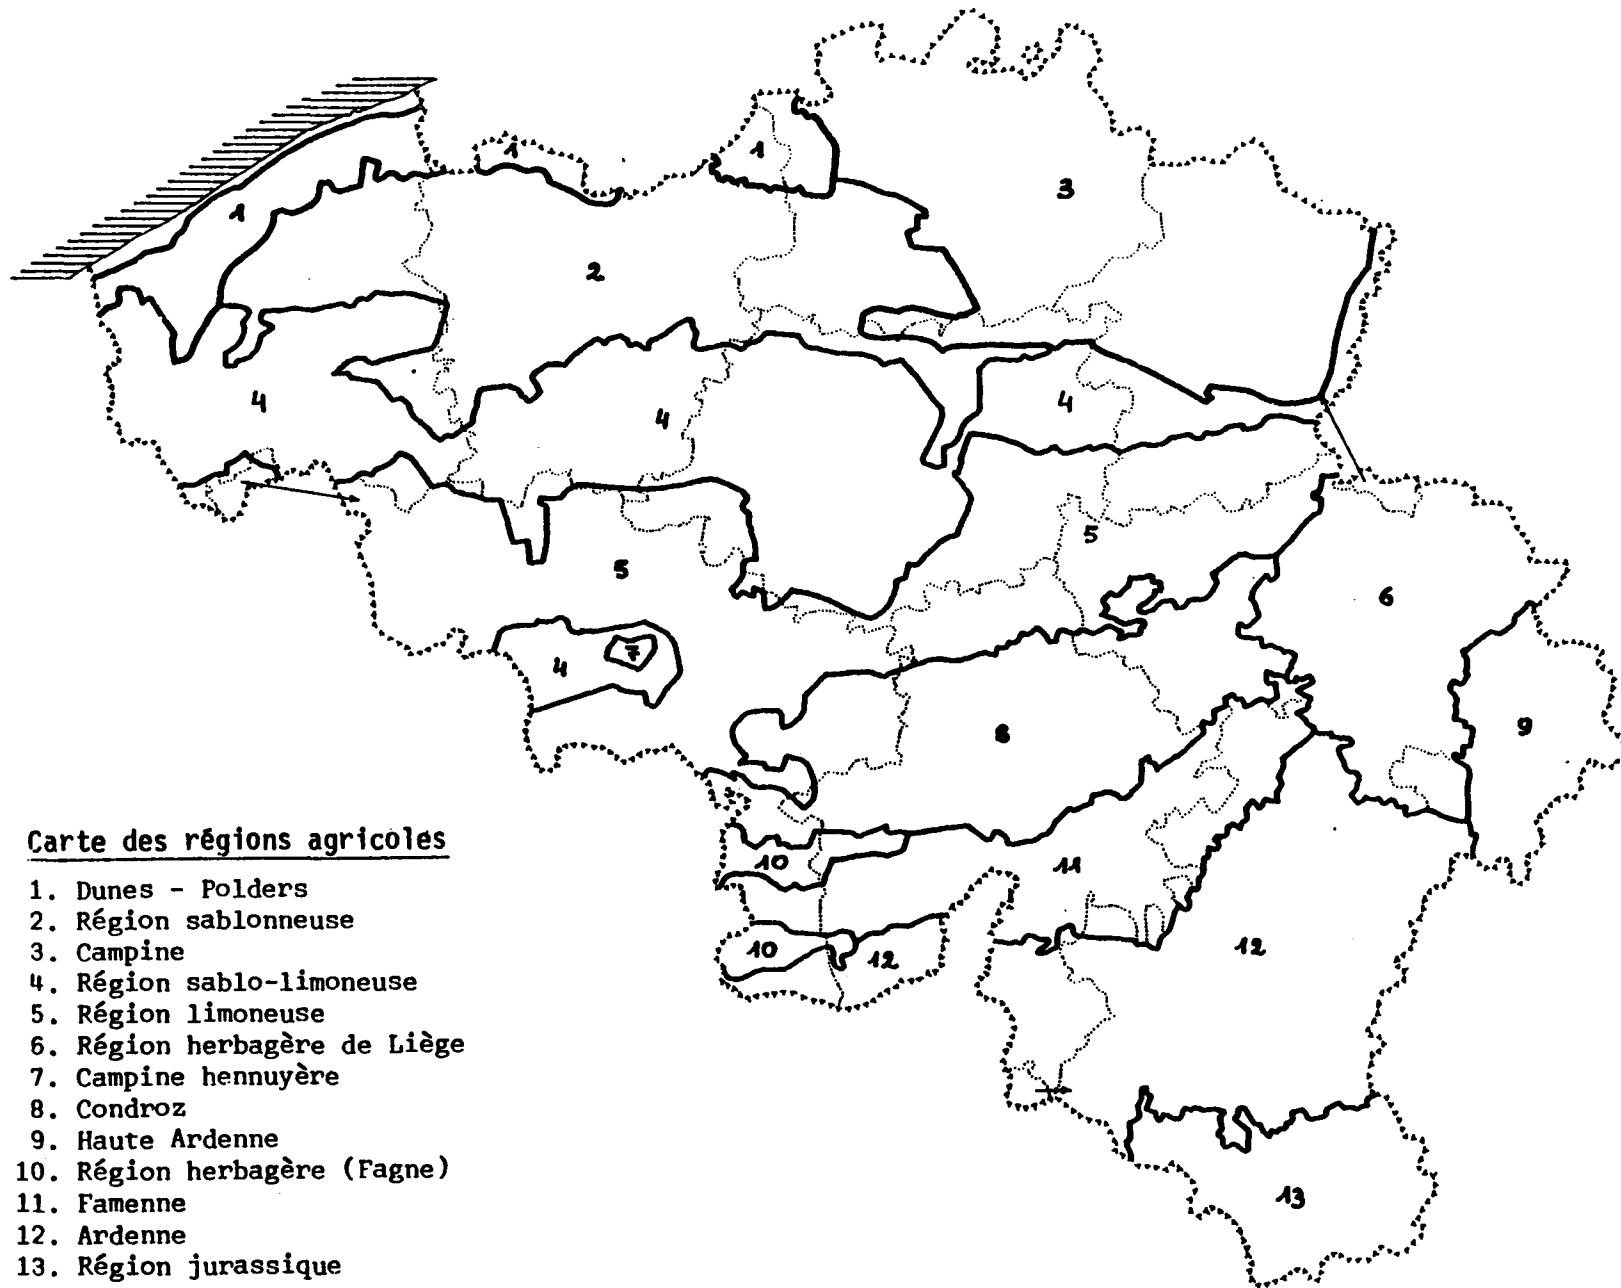 1
1
1
3
2
4
4
4
5
5
6
4
7
8
9
10
11
10
12
12
13
Carte des régions agricoles
1. Dunes - Polders
2. Région sablonneuse
3. Campine
4. Région sablo-limoneuse
5. Région limoneuse
6. Région herbagère de Liège
7. Campine hennuyère
8. Condroz
9. Haute Ardenne
10. Région herbagère (Fagne)
11. Famenne
12. Ardenne
13. Région jurassique